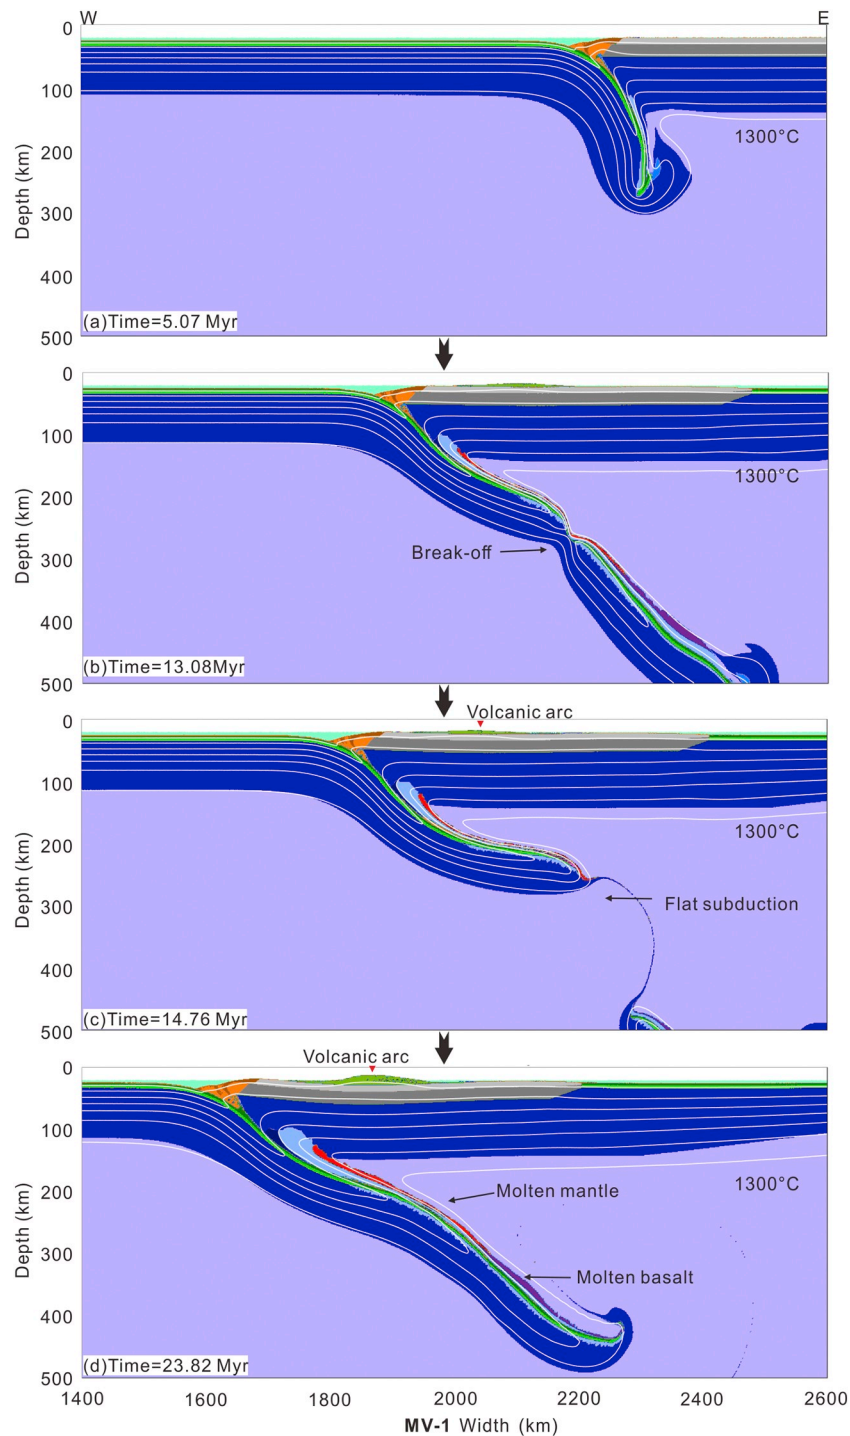 W E
0
100
200
300
400
500
Depth (km)
1300°C
(a)Time=5.07 Myr
0
100
200
300
400
500
Depth (km)
1300°C
Break-off
(b)Time=13.08Myr
Volcanic arc
0
100
200
300
400
500
Depth (km)
1300°C
Flat subduction
(c)Time=14.76 Myr
Volcanic arc
0
100
200
300
400
500
Depth (km)
1300°C
Molten mantle
Molten basalt
(d)Time=23.82 Myr
1400 1600 1800 2000 2200 2400 2600
MV-1 Width (km)